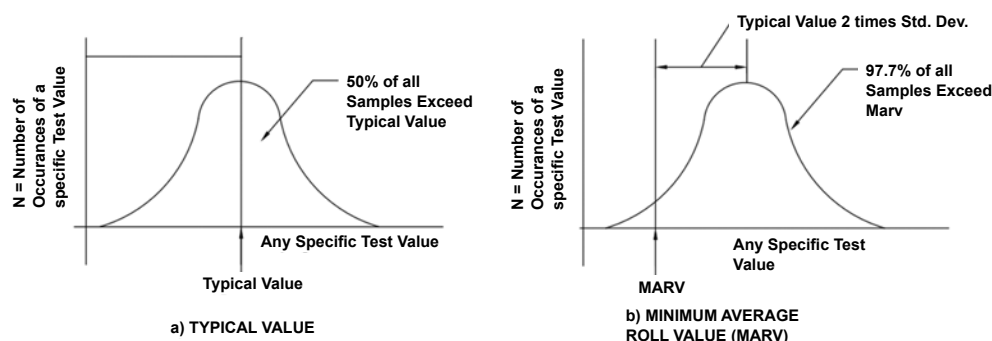 N = Number of
Occurances of a
specific Test Value
50% of all
Samples Exceed
Typical Value
Any Specific Test Value
Typical Value
a) TYPICAL VALUE
Typical Value 2 times Std. Dev.
N = Number of
Occurances of a
specific Test Value
97.7% of all
Samples Exceed
Marv
Any Specific Test
Value
MARV
b) MINIMUM AVERAGE
ROLL VALUE (MARV)